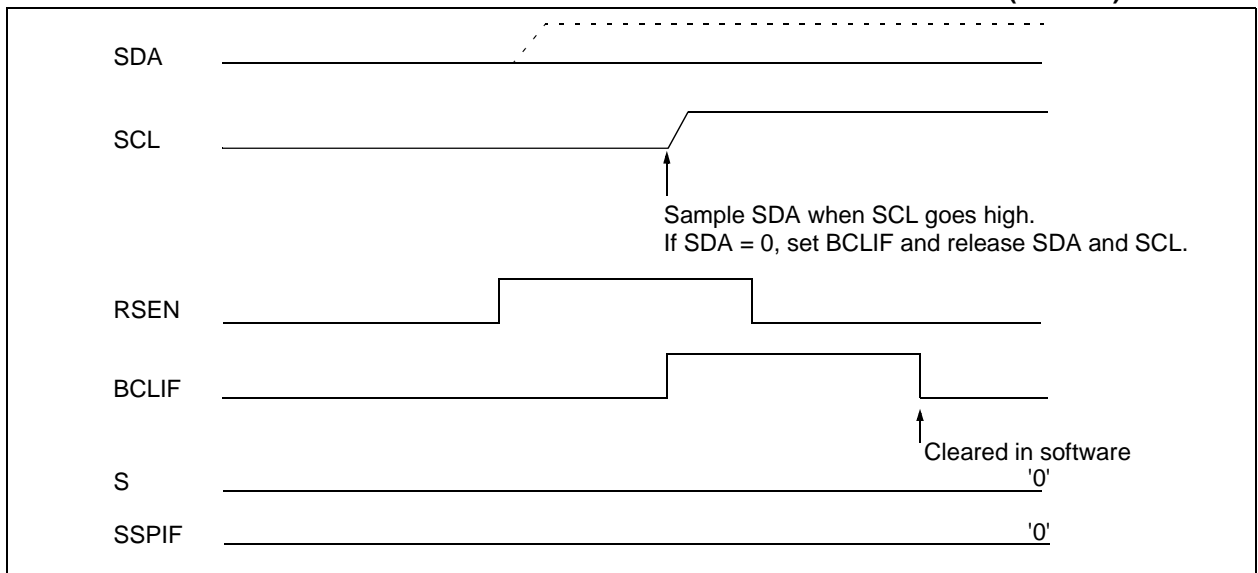 SDA
SCL
Sample SDA when SCL goes high.
If SDA = 0, set BCLIF and release SDA and SCL.
RSEN
BCLIF
Cleared in software
S '0'
SSPIF '0'